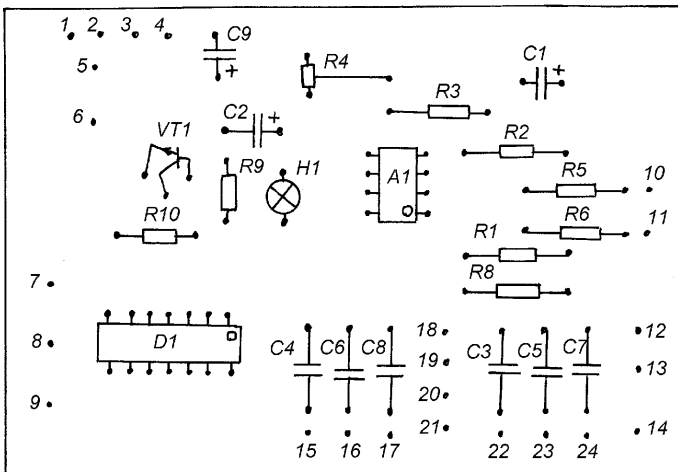 1 2 3 4 C9
5 R4 C1
6 C2 R3
VT1 R2
R9 H1 A1 R5 10
R10 R6 11
R1
7 R8
8 D1 C4 C6 C8 18 C3 C5 C7 12
19 13
9 20
21 14
15 16 17 22 23 24